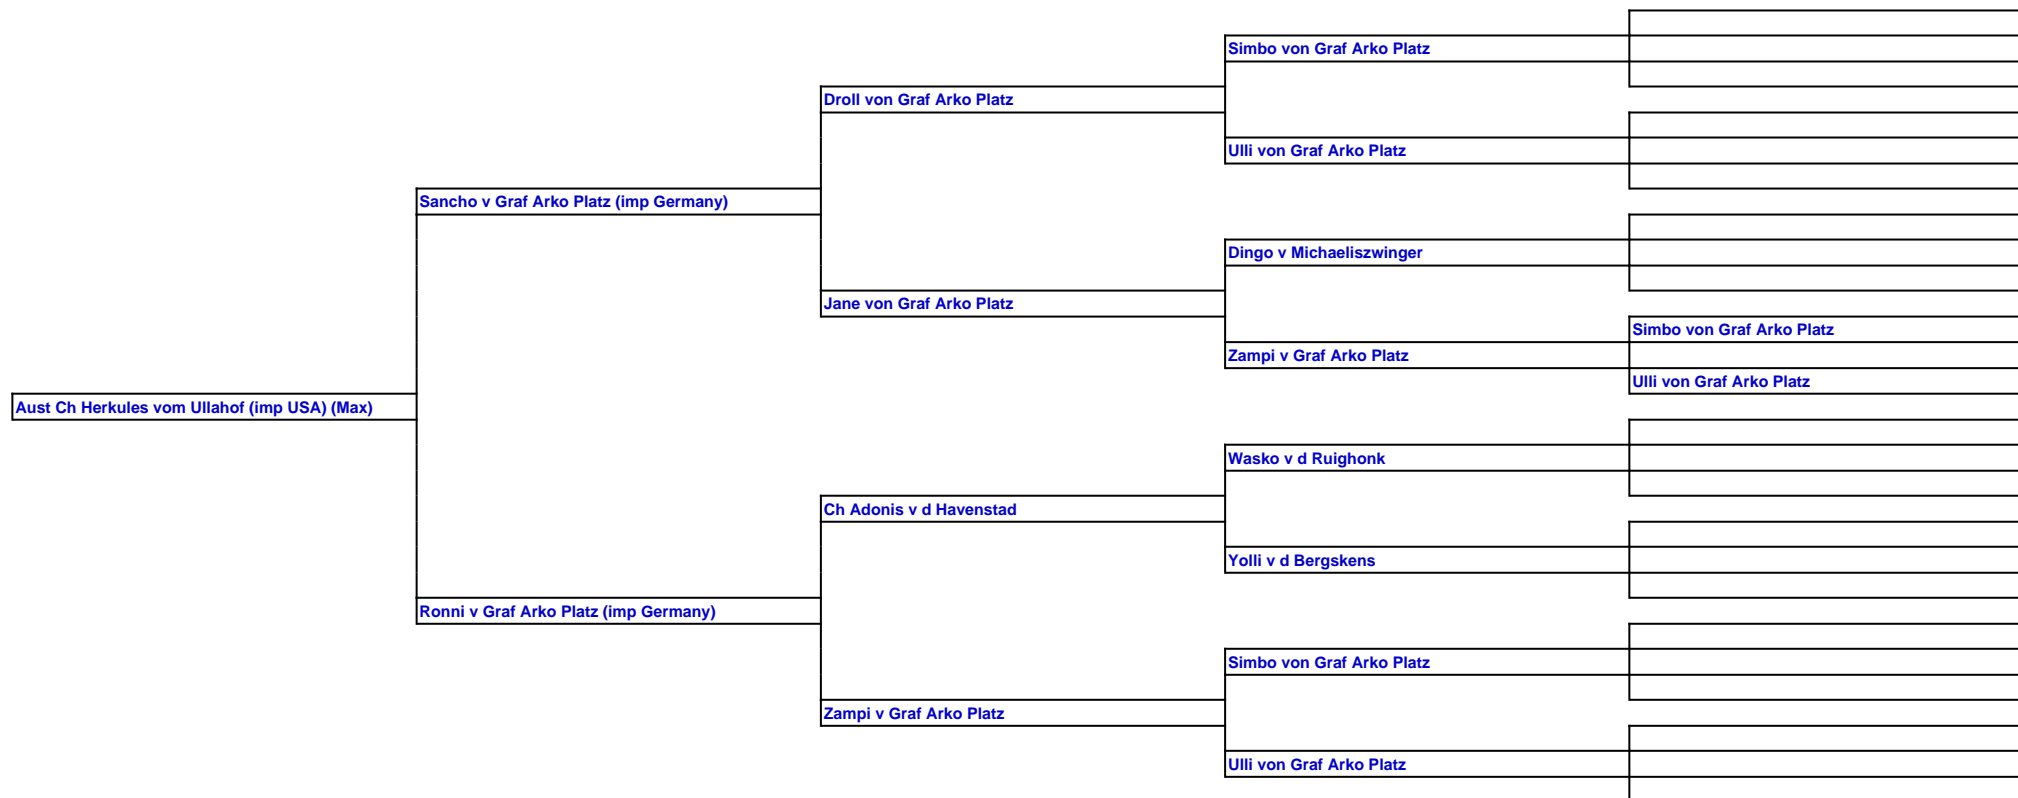 Simbo von Graf Arko Platz
Droll von Graf Arko Platz
Ulli von Graf Arko Platz
Sancho v Graf Arko Platz (imp Germany)
Dingo v Michaeliszwinger
Jane von Graf Arko Platz
Simbo von Graf Arko Platz
Zampi v Graf Arko Platz
Ulli von Graf Arko Platz
Aust Ch Herkules vom Ullahof (imp USA) (Max)
Wasko v d Ruighonk
Ch Adonis v d Havenstad
Yolli v d Bergskens
Ronni v Graf Arko Platz (imp Germany)
Simbo von Graf Arko Platz
Zampi v Graf Arko Platz
Ulli von Graf Arko Platz